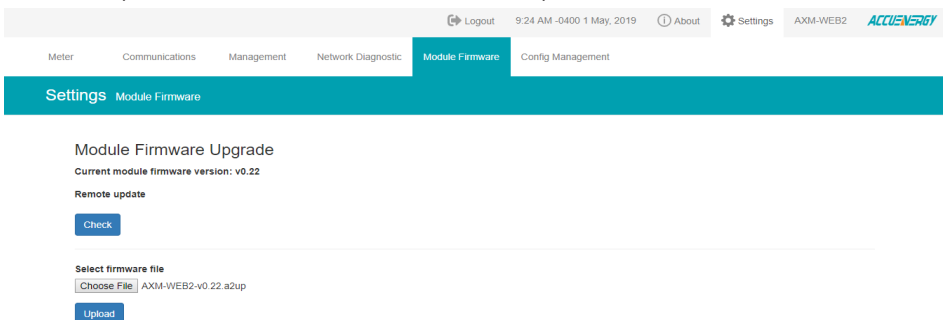 Logout 9:24 AM -0400 1 May, 2019 About Settings AXM-WEB2 ACCUENERGY
Meter Communications Management Network Diagnostic Module Firmware Config Management
Settings Module Firmware
Module Firmware Upgrade
Current module firmware version: v0.22
Remote update
Check
Select firmware file
Choose File AXM-WEB2-v0.22.a2up
Upload